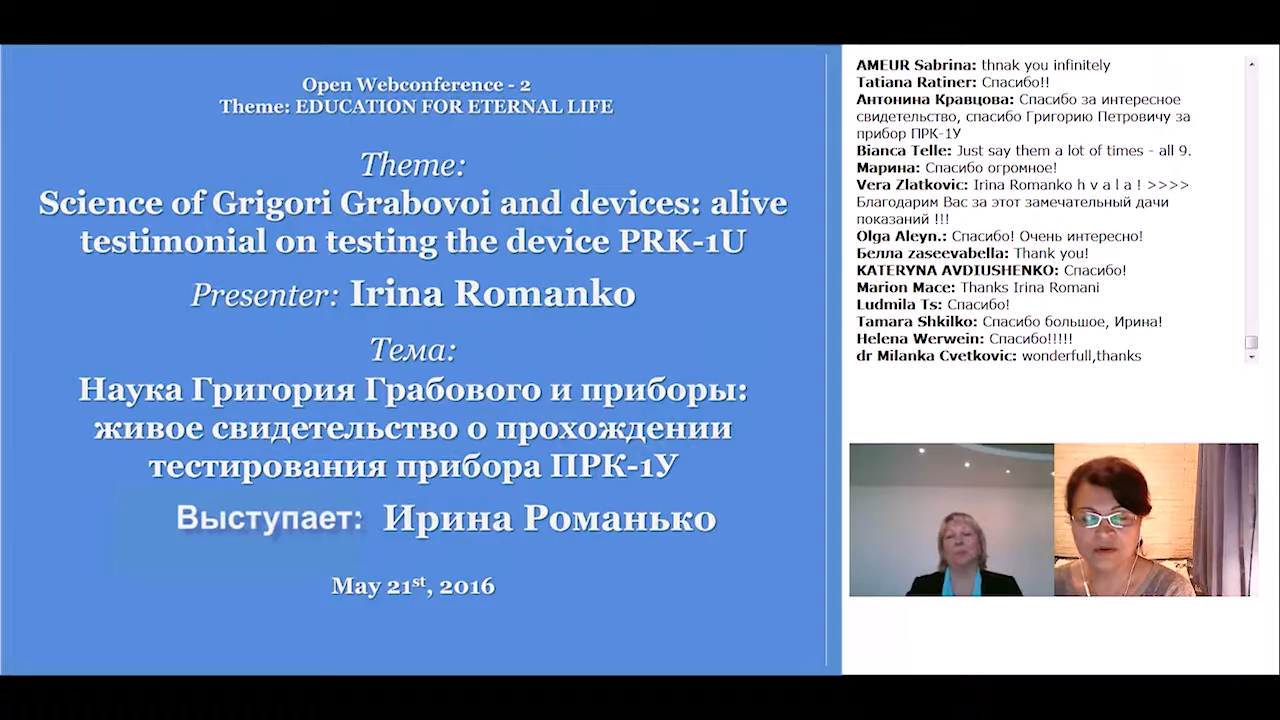 Open Webconference - 2
Theme: EDUCATION FOR ETERNAL LIFE
Theme:
Science of Grigori Grabovoi and devices: alive
testimonial on testing the device PRK-1U
Presenter: Irina Romanko
Тема:
Наука Григория Грабового и приборы:
живое свидетельство о прохождении
тестирования прибора ПРК-1У
Выступает: Ирина Романько
May 21st, 2016
AMEUR Sabrina: thnak you infinitely
Tatiana Ratiner: Спасибо!!
Антонина Кравцова: Спасибо за интересное
свидетельство, спасибо Григорию Петровичу за
прибор ПРК-1У
Bianca Telle: Just say them a lot of times - all 9.
Марина: Спасибо огромное!
Vera Zlatkovic: Irina Romanko h v a l a ! >>>>
Благодарим Вас за этот замечательный дачи
показаний !!!
Olga Aleyn.: Спасибо! Очень интересно!
Белла zaseevabella: Thank you!
KATERYNA AVDIUSHENKO: Спасибо!
Marion Mace: Thanks Irina Romani
Ludmila Ts: Спасибо!
Tamara Shkilko: Спасибо большое, Ирина!
Helena Werwein: Спасибо!!!!!
dr Milanka Cvetkovic: wonderfull,thanks